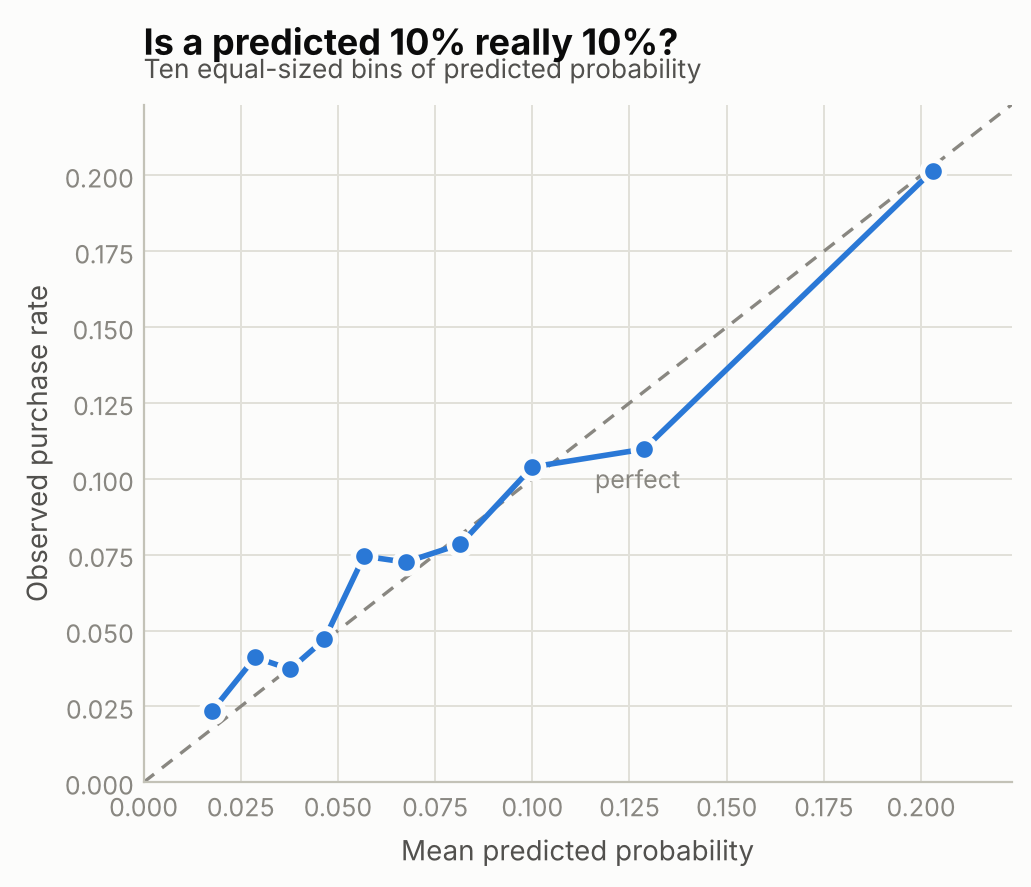 Is a predicted 10% really 10%?
Ten equal-sized bins of predicted probability
Observed purchase rate
0.200
0.175
0.150
0.125
0.100
0.075
0.050
0.025
0.000
perfect
0.000 0.025 0.050 0.075 0.100 0.125 0.150 0.175 0.200
Mean predicted probability